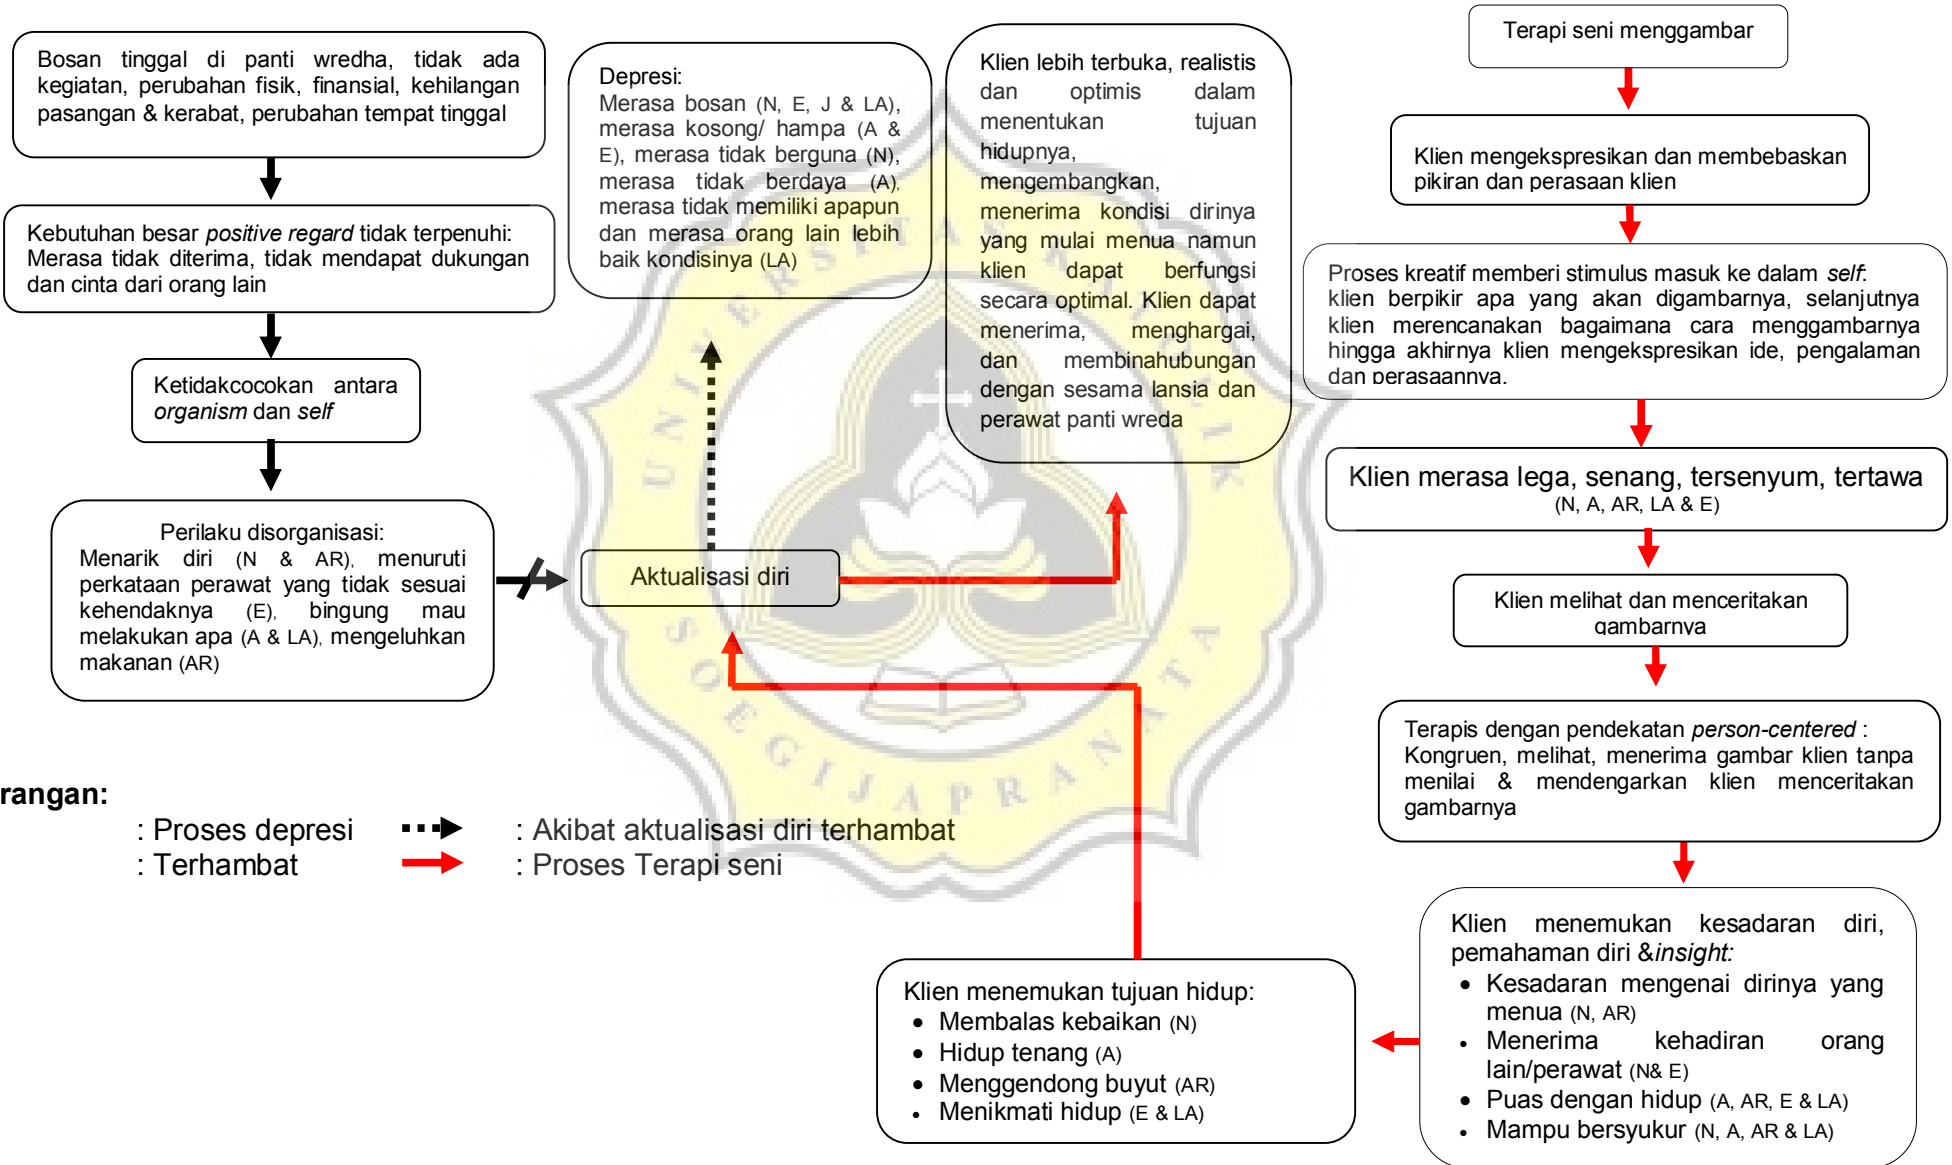 Bosan tinggal di panti wredha, tidak ada
kegiatan, perubahan fisik, finansial, kehilangan
pasangan & kerabat, perubahan tempat tinggal
Kebutuhan besar positive regard tidak terpenuhi:
Merasa tidak diterima, tidak mendapat dukungan
dan cinta dari orang lain
Ketidakcocokan antara
organism dan self
Perilaku disorganisasi:
Menarik diri (N & AR), menuruti
perkataan perawat yang tidak sesuai
kehendaknya (E), bingung mau
melakukan apa (A & LA), mengeluhkan
makanan (AR)
Depresi:
Merasa bosan (N, E, J & LA),
merasa kosong/ hampa (A &
E), merasa tidak berguna (N),
merasa tidak berdaya (A),
merasa tidak memiliki apapun
dan merasa orang lain lebih
baik kondisinya (LA)
Aktualisasi diri
Klien lebih terbuka, realistis
dan optimis dalam
menentukan tujuan
hidupnya,
mengembangkan,
menerima kondisi dirinya
yang mulai menua namun
klien dapat berfungsi
secara optimal. Klien dapat
menerima, menghargai,
dan membinahubungan
dengan sesama lansia dan
perawat panti wreda
Terapi seni menggambar
Klien mengekspresikan dan membebaskan
pikiran dan perasaan klien
Proses kreatif memberi stimulus masuk ke dalam self:
klien berpikir apa yang akan digambarnya, selanjutnya
klien merencanakan bagaimana cara menggambarnya
hingga akhirnya klien mengekspresikan ide, pengalaman
dan perasaannya.
Klien merasa lega, senang, tersenyum, tertawa
(N, A, AR, LA & E)
Klien melihat dan menceritakan
gambarnya
Terapis dengan pendekatan person-centered :
Kongruen, melihat, menerima gambar klien tanpa
menilai & mendengarkan klien menceritakan
gambarnya
Klien menemukan kesadaran diri,
pemahaman diri &insight:
• Kesadaran mengenai dirinya yang
menua (N, AR)
• Menerima kehadiran orang
lain/perawat (N& E)
• Puas dengan hidup (A, AR, E & LA)
• Mampu bersyukur (N, A, AR & LA)
Klien menemukan tujuan hidup:
• Membalas kebaikan (N)
• Hidup tenang (A)
• Menggendong buyut (AR)
• Menikmati hidup (E & LA)
rangan:
: Proses depresi : Akibat aktualisasi diri terhambat
: Terhambat : Proses Terapi seni
UNIVERSITAS KATOLIK
SOEGIJAPRANATA